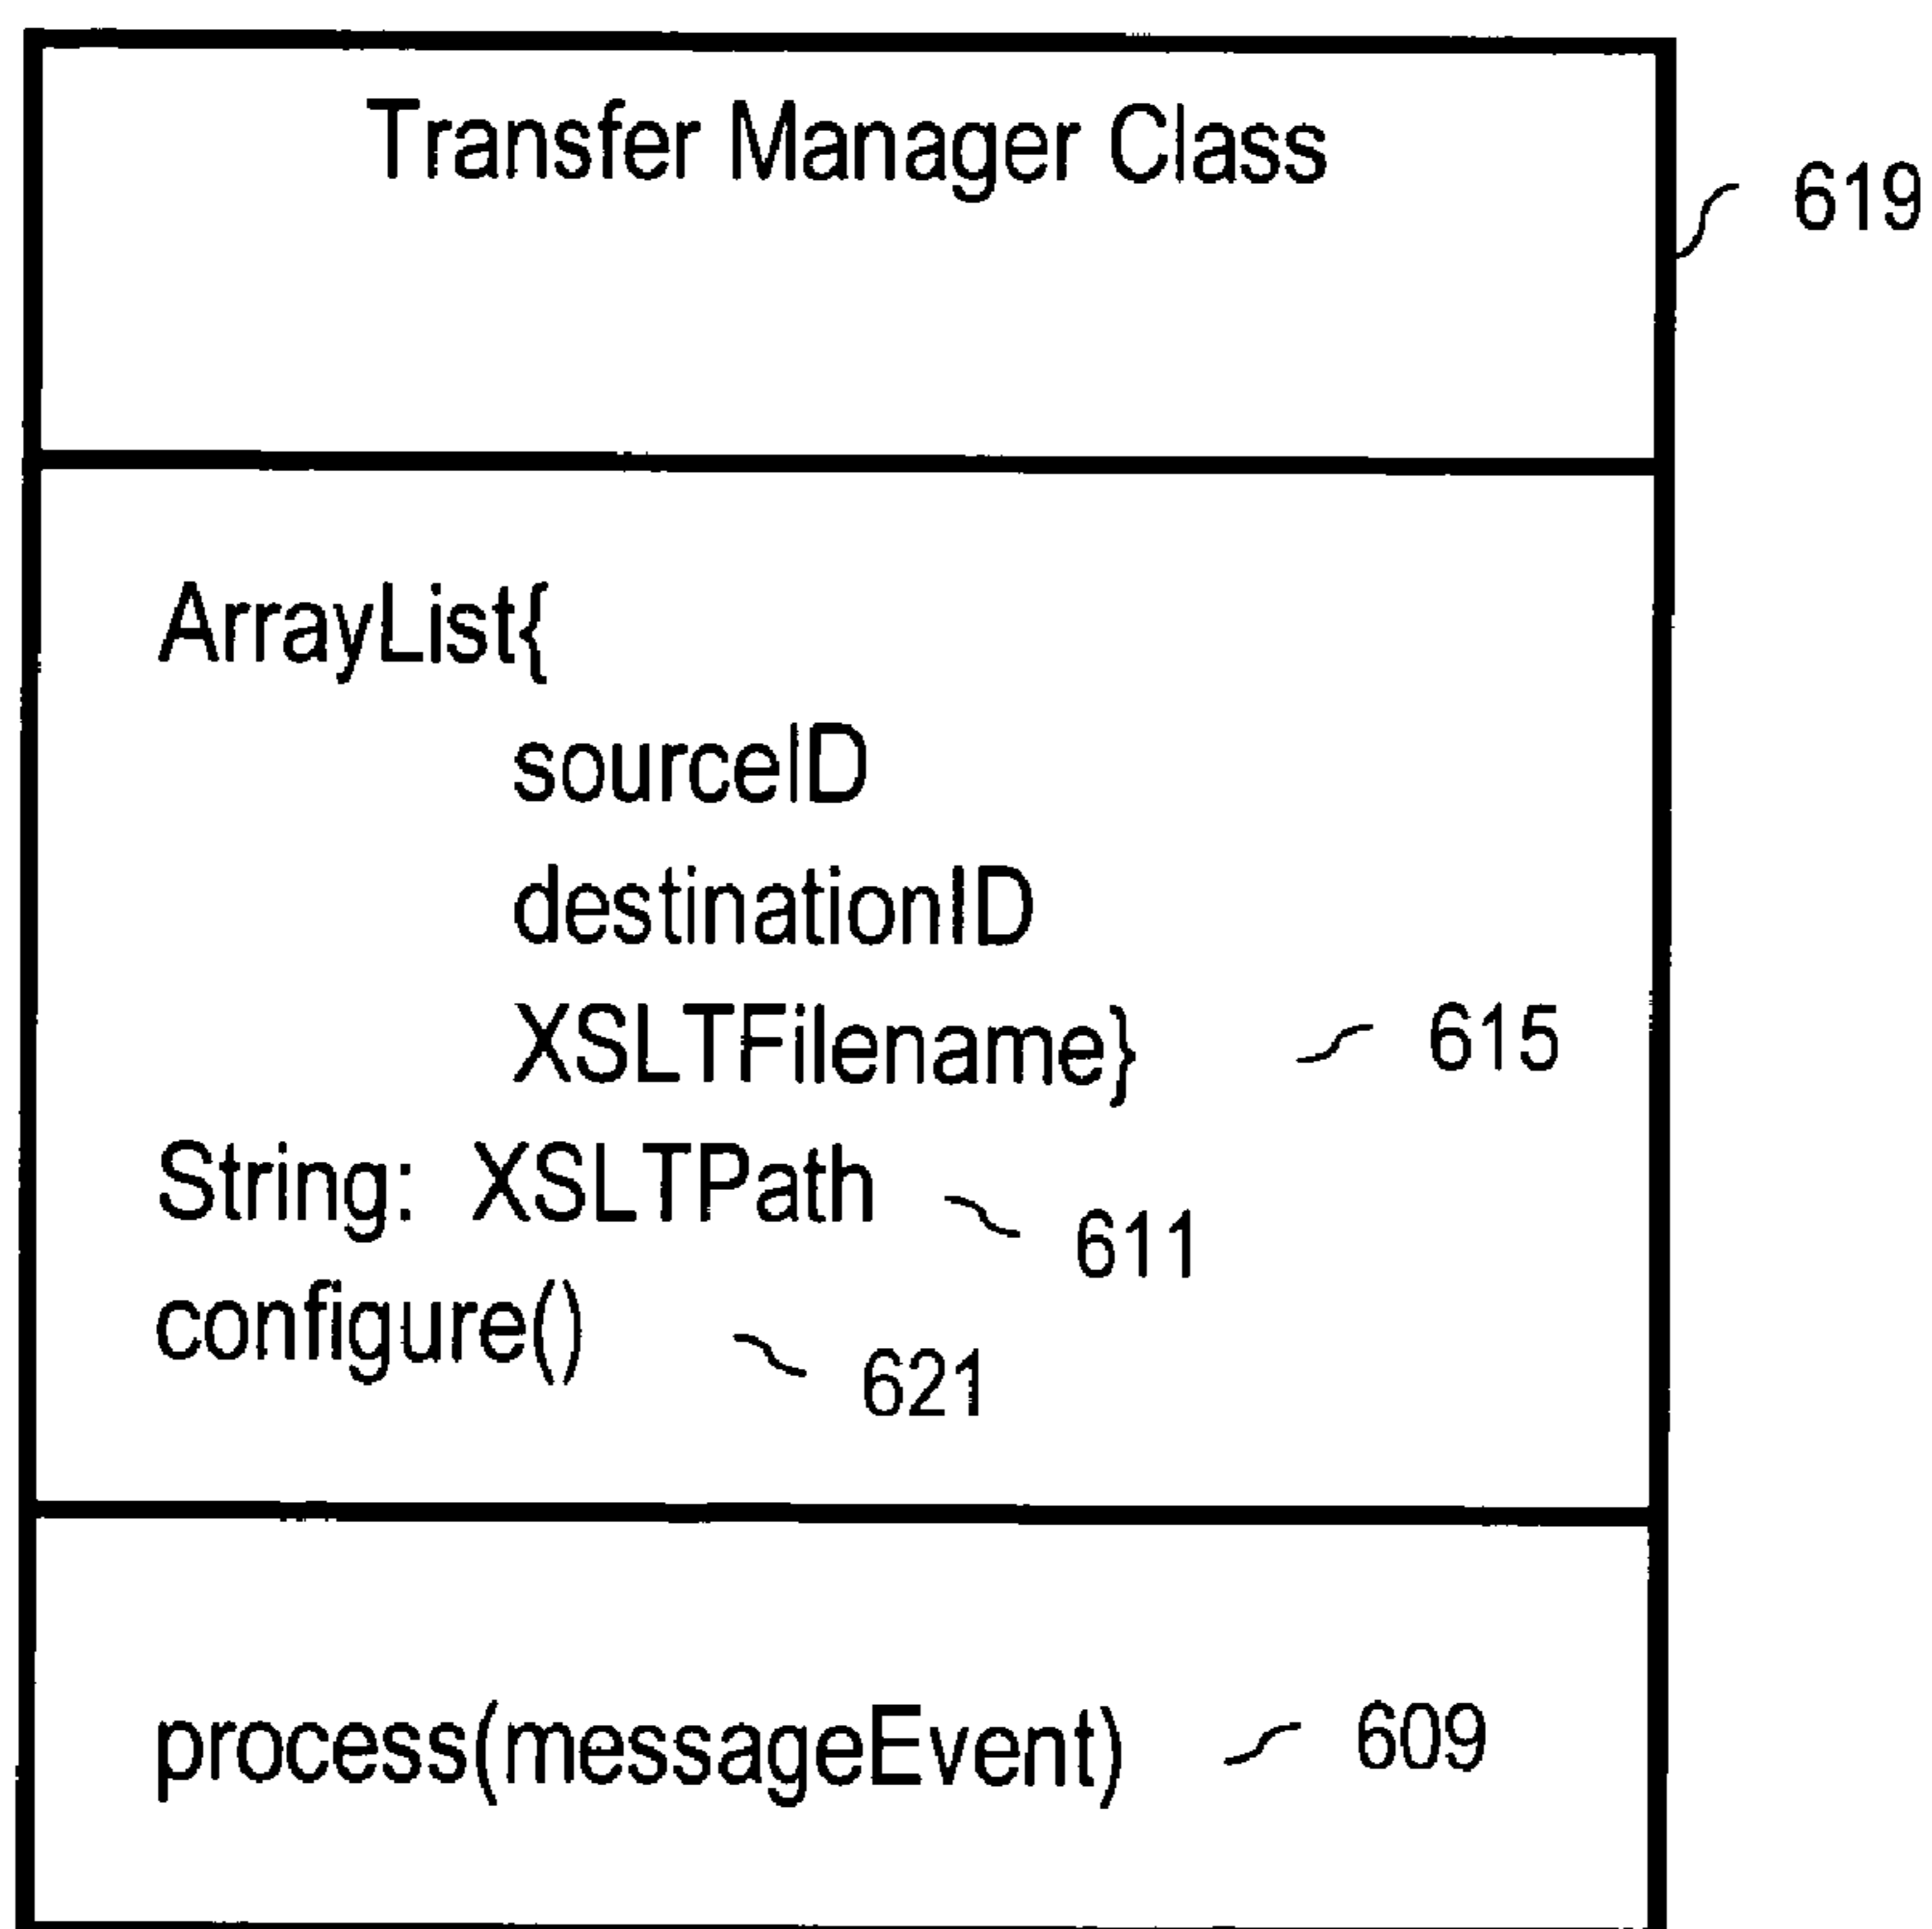 Transfer Manager Class
619
ArrayList{
sourceID
destinationID
XSLTFilename} 615
String: XSLTPath 611
configure() 621
process(messageEvent) 609